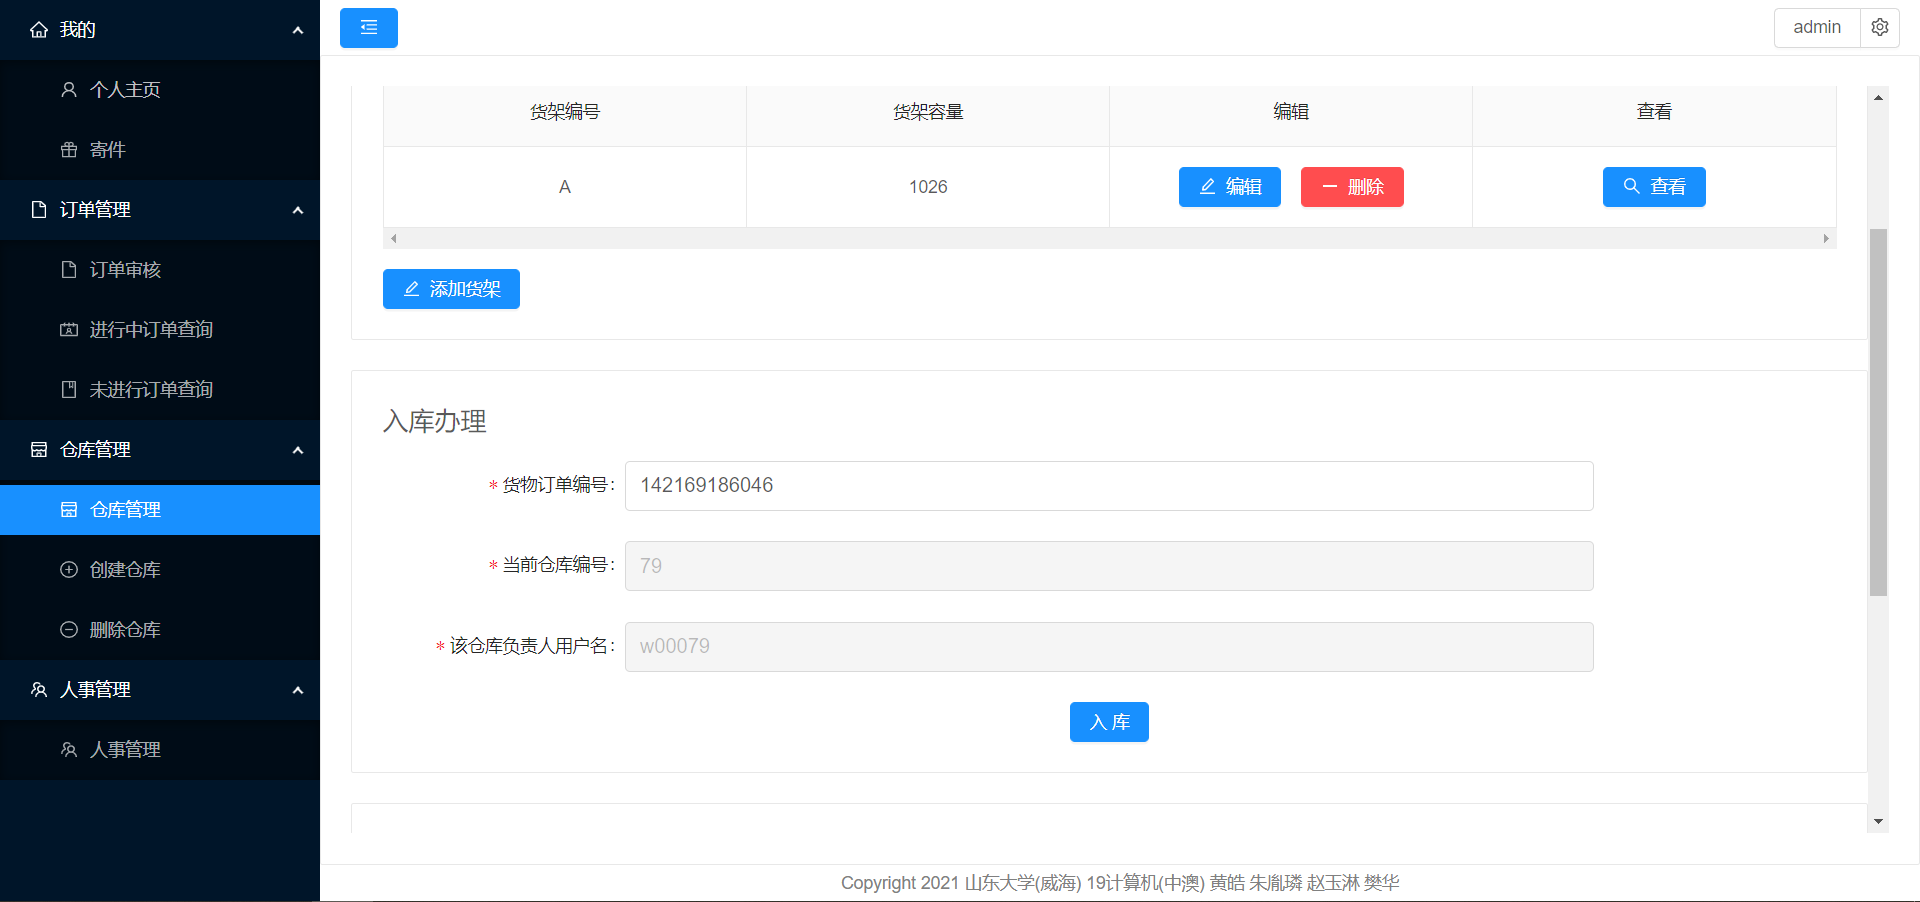 我的
个人主页
寄件
订单管理
订单审核
进行中订单查询
未进行订单查询
仓库管理
仓库管理
创建仓库
删除仓库
人事管理
人事管理
admin
货架编号 货架容量 编辑 查看
A 1026 编辑 删除 查看
添加货架
入库办理
* 货物订单编号: 142169186046
* 当前仓库编号: 79
* 该仓库负责人用户名: w00079
入 库
Copyright 2021 山东大学(威海) 19计算机(中澳) 黄皓 朱胤璘 赵玉淋 樊华